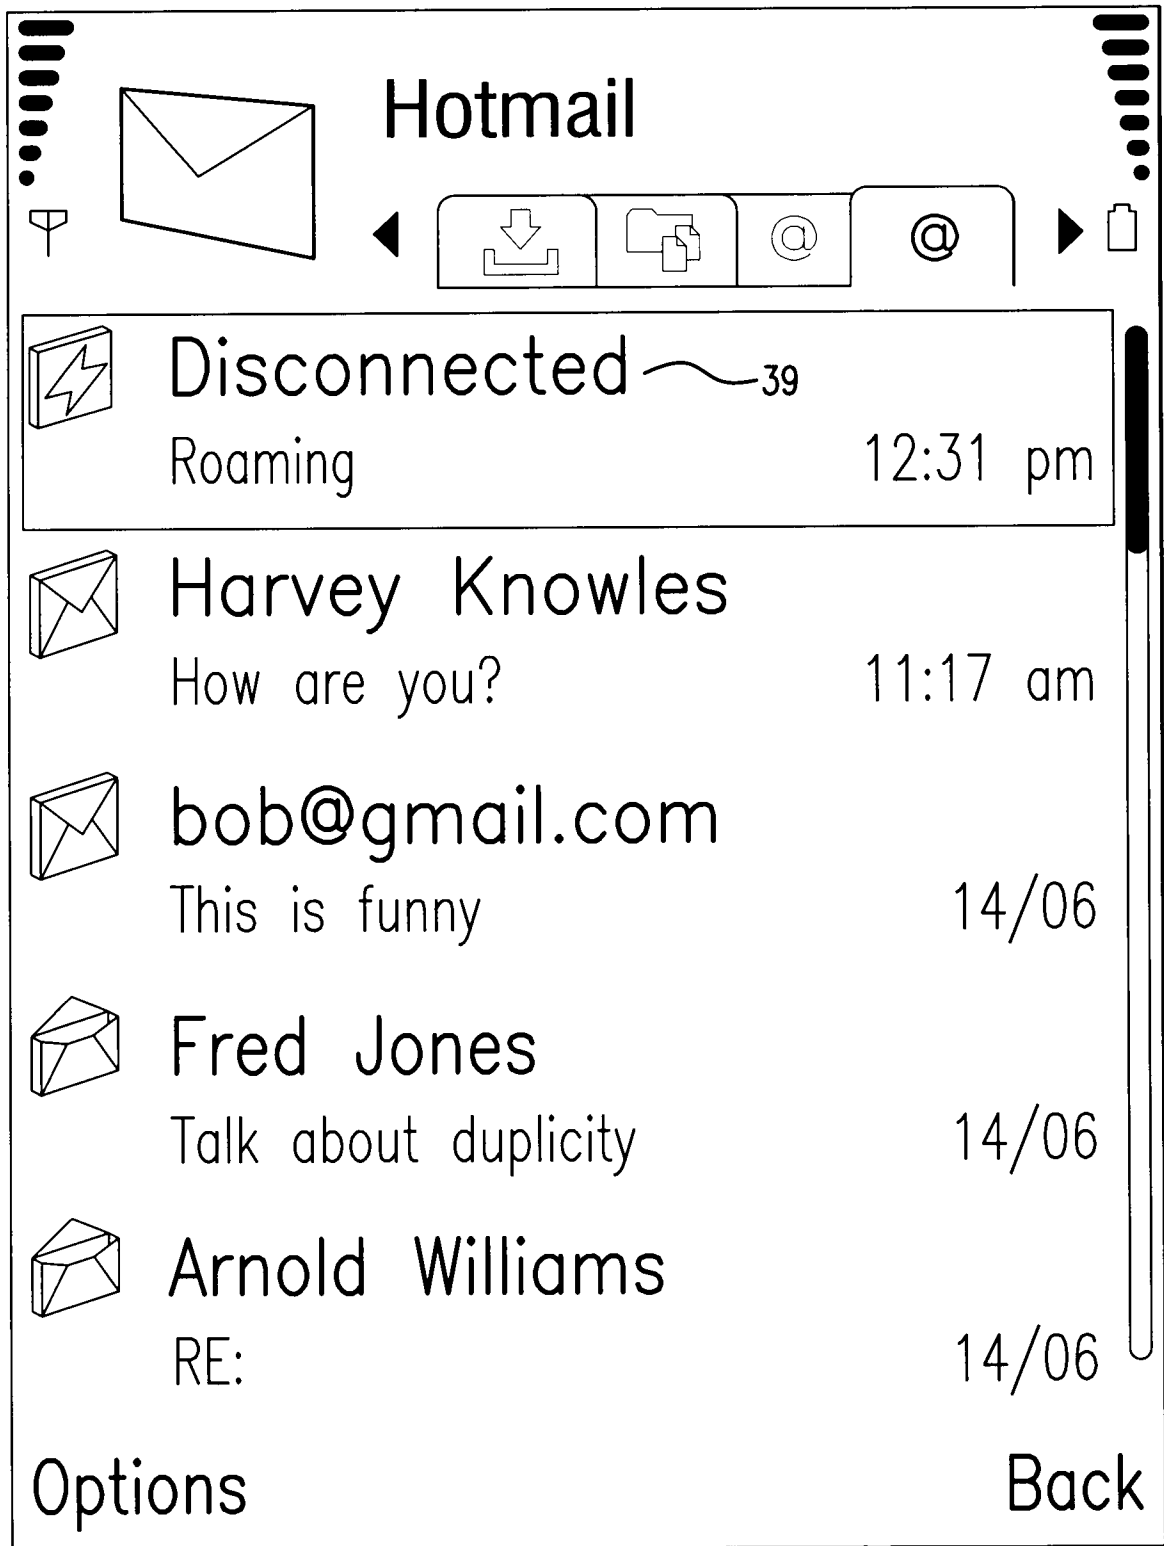 Hotmail
@ @
Disconnected 39
Roaming 12:31 pm
Harvey Knowles
How are you? 11:17 am
bob@gmail.com
This is funny 14/06
Fred Jones
Talk about duplicity 14/06
Arnold Williams
RE: 14/06
Options Back